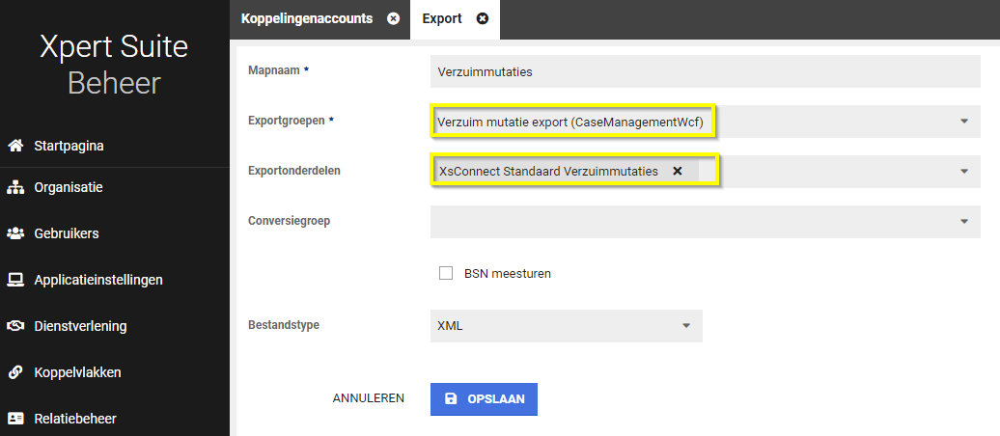 Koppelingenaccounts
Export
Xpert Suite
Beheer
Startpagina
Organisatie
Gebruikers
Applicatieinstellingen
Dienstverlening
Koppelvlakken
Relatiebeheer
Mapnaam *
Verzuimmutaties
Exportgroepen *
Verzuim mutatie export (CaseManagementWcf)
Exportonderdelen
XsConnect Standaard Verzuimmutaties
Conversiegroep
BSN meesturen
Bestandstype
XML
ANNULEREN
OPSLAAN